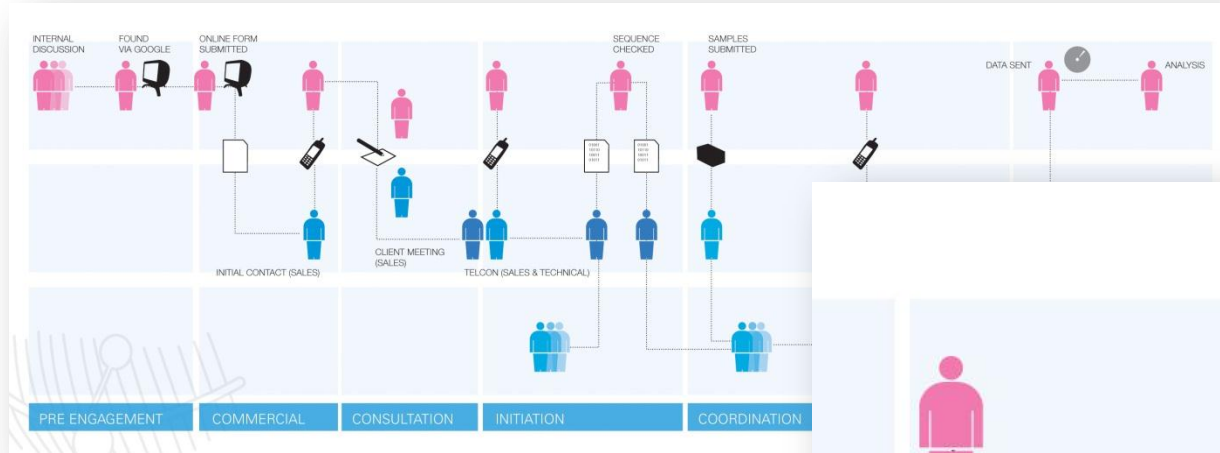 INTERNAL
DISCUSSION
FOUND
VIA GOOGLE
ONLINE FORM
SUBMITTED
SEQUENCE
CHECKED
SAMPLES
SUBMITTED
DATA SENT
ANALYSIS
CLIENT MEETING
(SALES)
INITIAL CONTACT (SALES)
TELCON (SALES & TECHNICAL)
PRE ENGAGEMENT
COMMERCIAL
CONSULTATION
INITIATION
COORDINATION